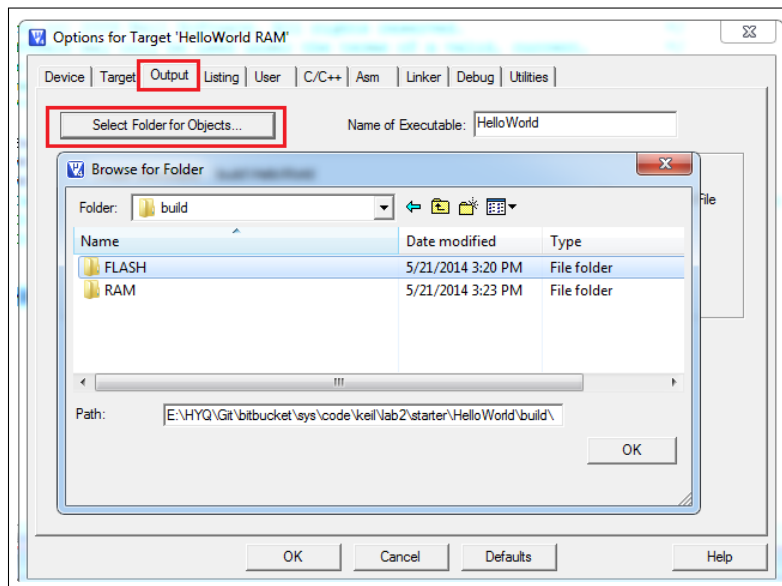 Options for Target 'HelloWorld RAM'
Device Target Output Listing User C/C++ Asm Linker Debug Utilities
Select Folder for Objects... Name of Executable: HelloWorld
Browse for Folder
File
Folder: build
Name Date modified Type
FLASH 5/21/2014 3:20 PM File folder
RAM 5/21/2014 3:23 PM File folder
Path: E:\HYQ\Git\bitbucket\sys\code\keil\lab2\starter\HelloWorld\build\
OK
OK Cancel Defaults Help